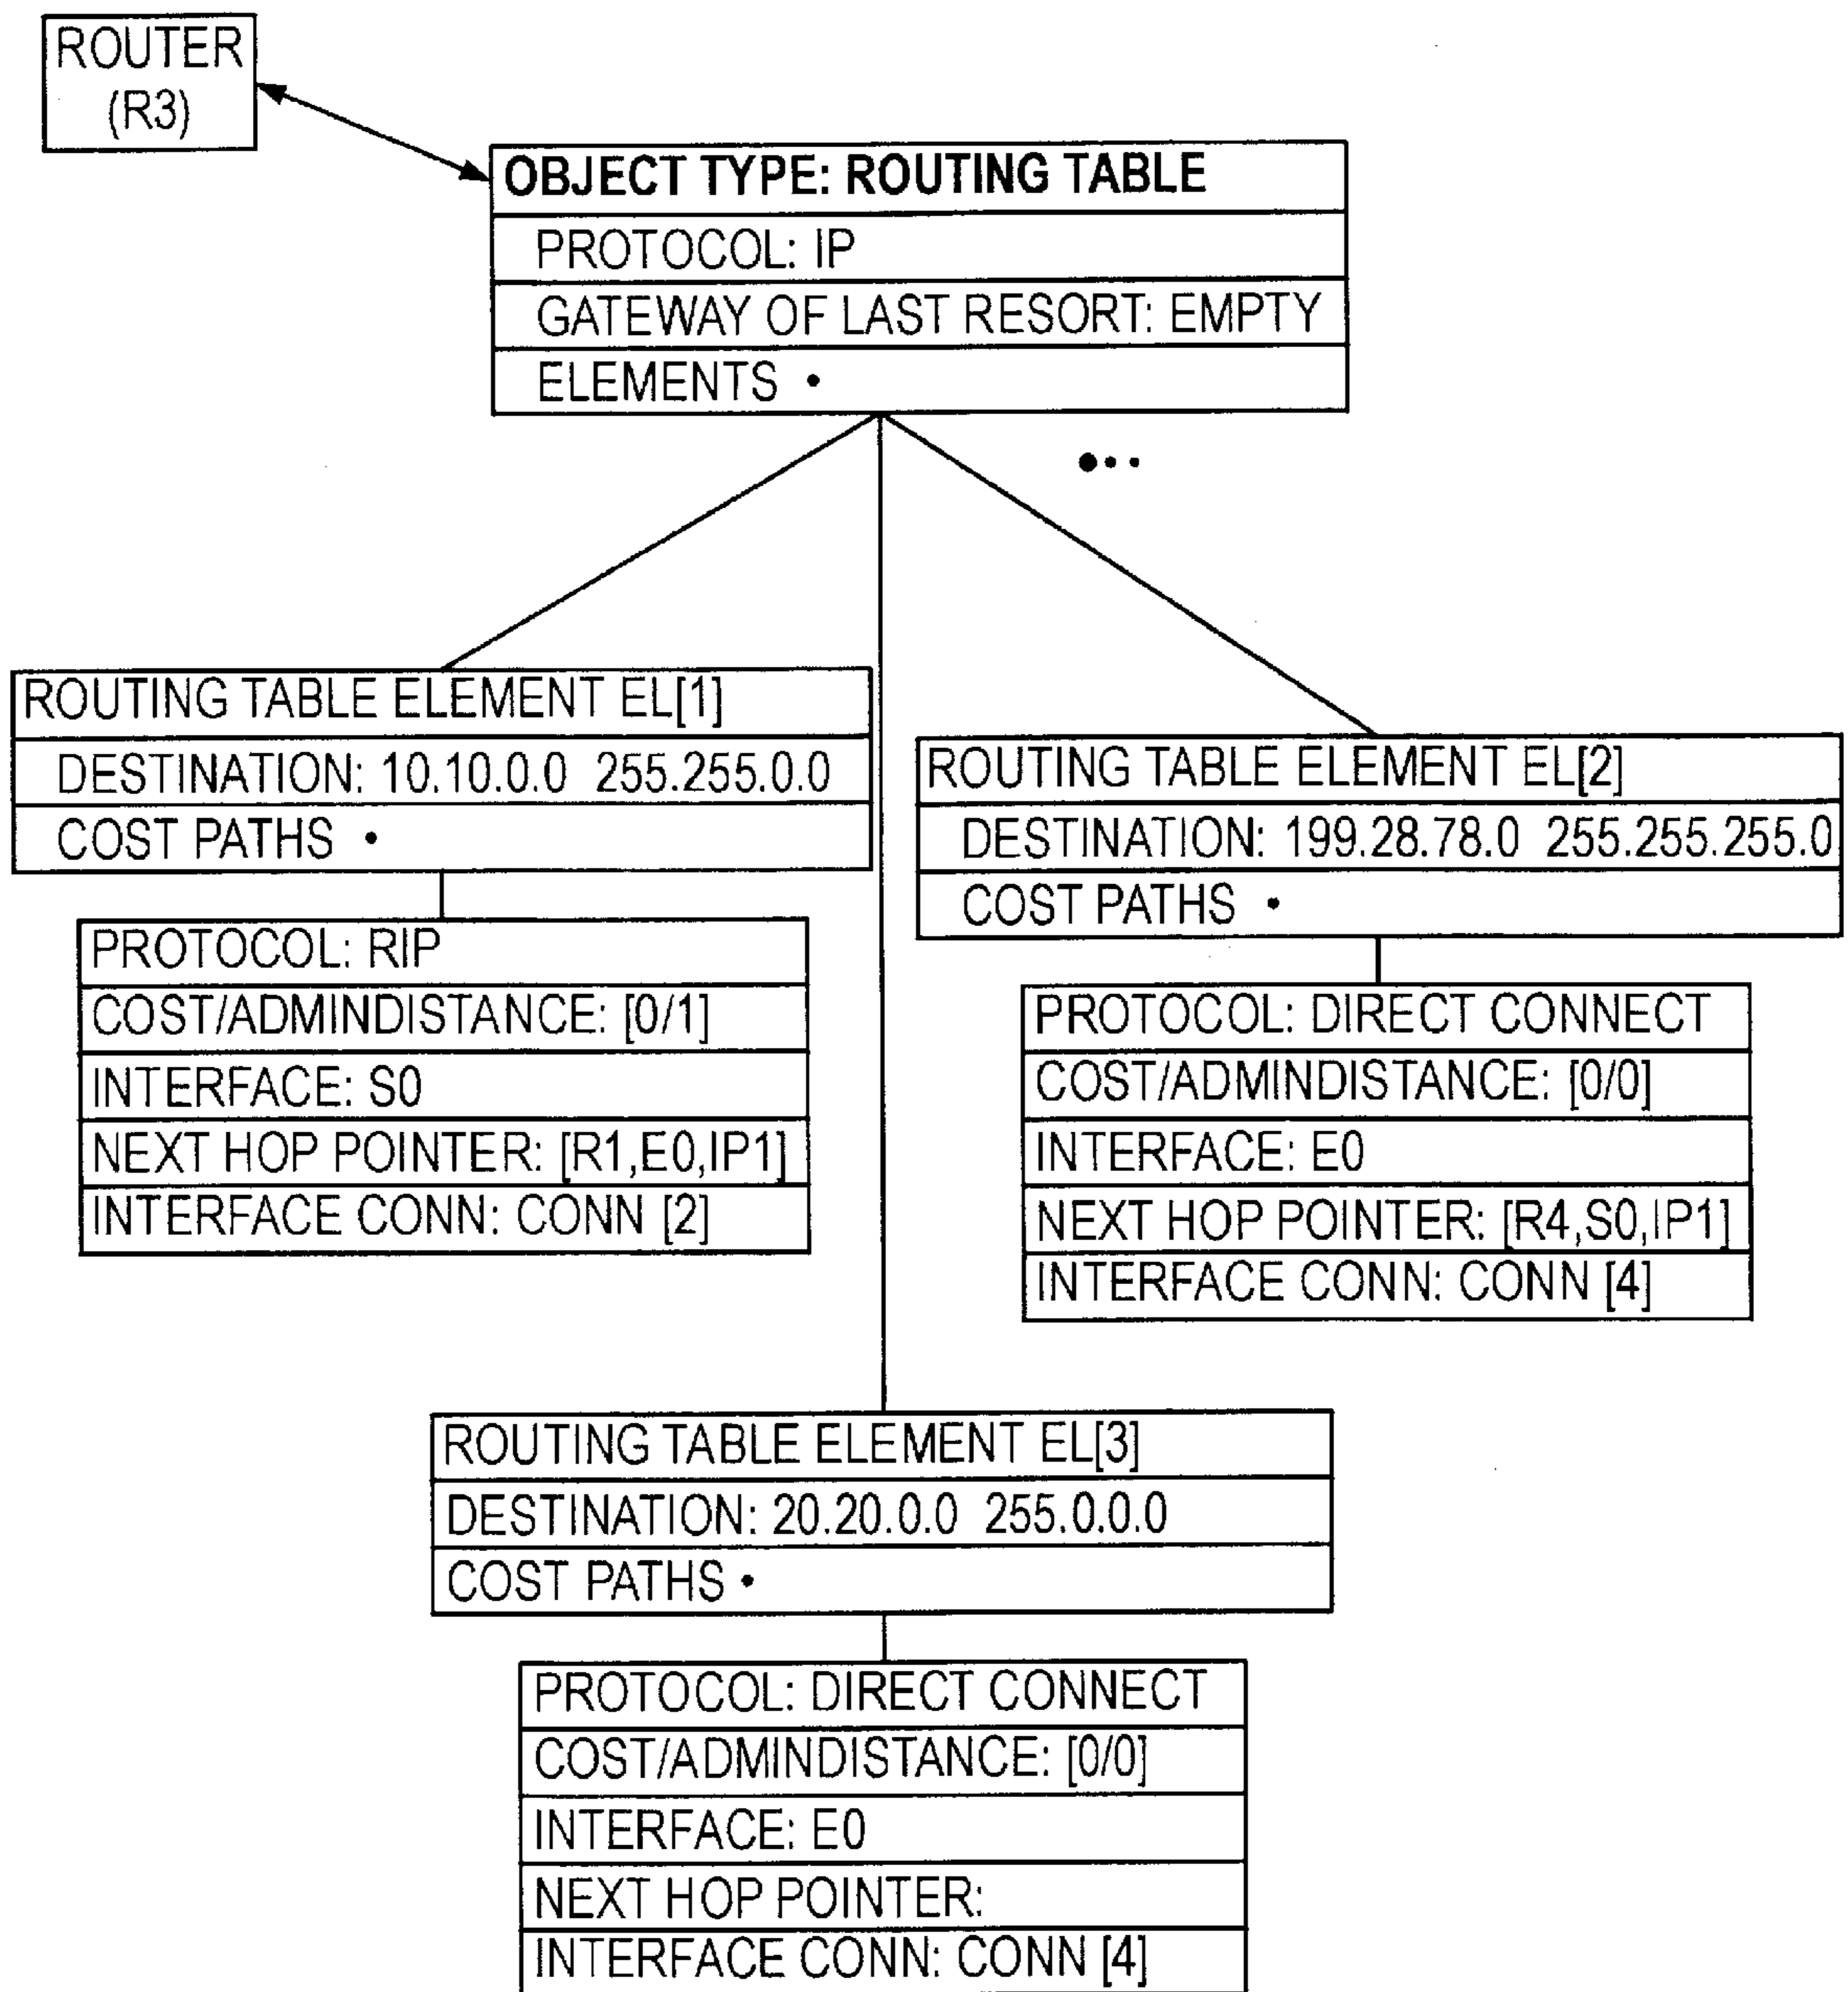 ROUTER
(R3)
OBJECT TYPE: ROUTING TABLE
PROTOCOL: IP
GATEWAY OF LAST RESORT: EMPTY
ELEMENTS •
ROUTING TABLE ELEMENT EL[1]
DESTINATION: 10.10.0.0 255.255.0.0
COST PATHS •
PROTOCOL: RIP
COST/ADMINDISTANCE: [0/1]
INTERFACE: S0
NEXT HOP POINTER: [R1,E0,IP1]
INTERFACE CONN: CONN [2]
ROUTING TABLE ELEMENT EL[2]
DESTINATION: 199.28.78.0 255.255.255.0
COST PATHS •
PROTOCOL: DIRECT CONNECT
COST/ADMINDISTANCE: [0/0]
INTERFACE: E0
NEXT HOP POINTER: [R4,S0,IP1]
INTERFACE CONN: CONN [4]
ROUTING TABLE ELEMENT EL[3]
DESTINATION: 20.20.0.0 255.0.0.0
COST PATHS •
PROTOCOL: DIRECT CONNECT
COST/ADMINDISTANCE: [0/0]
INTERFACE: E0
NEXT HOP POINTER:
INTERFACE CONN: CONN [4]